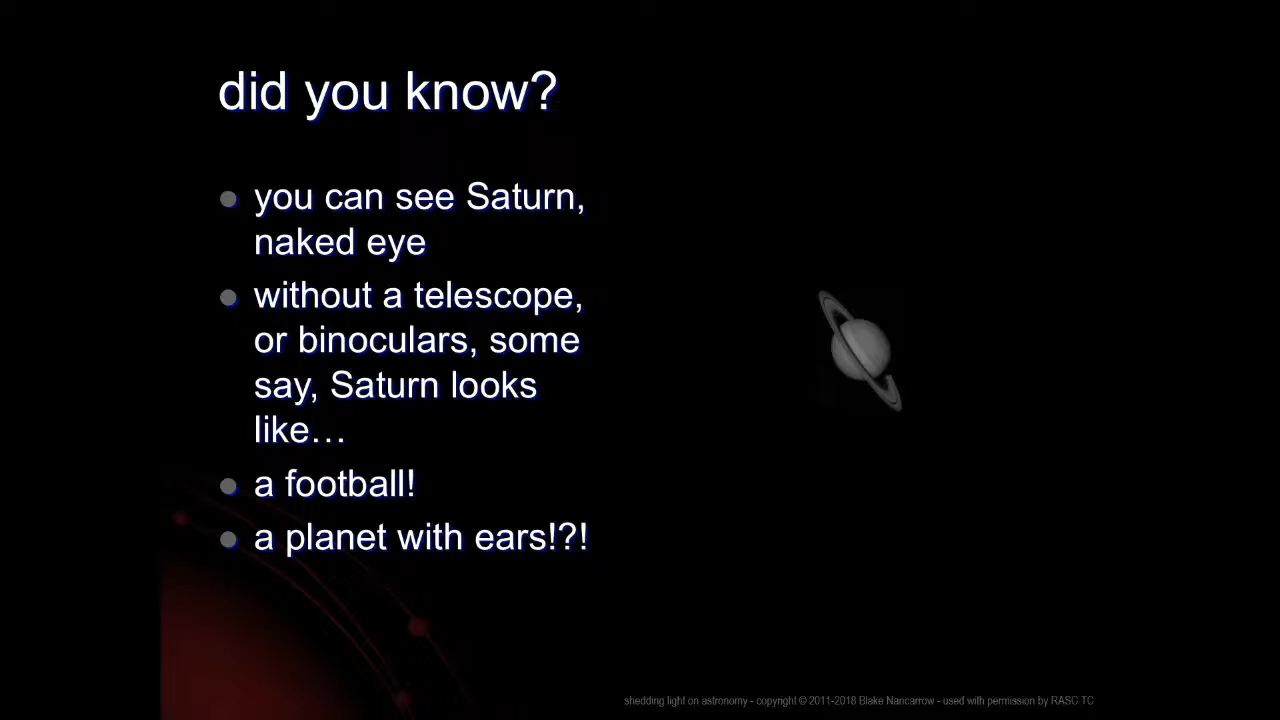 did you know?
you can see Saturn,
naked eye
without a telescope,
or binoculars, some
say, Saturn looks
like…
a football!
a planet with ears!?!
shedding light on astronomy - copyright © 2011-2018 Blake Nancarrow - used with permission by RASC TC